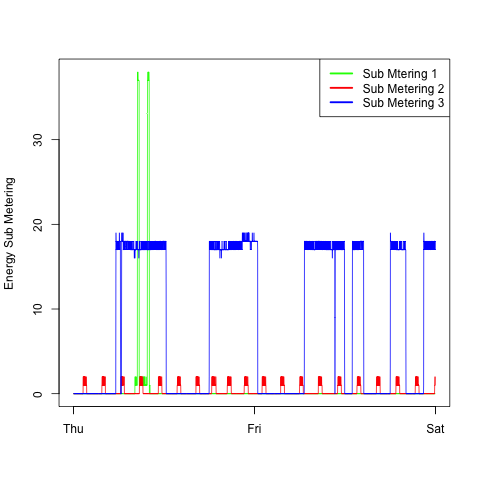 Sub Mtering 1
Sub Metering 2
Sub Metering 3
Energy Sub Metering
30
20
10
0
Thu
Fri
Sat